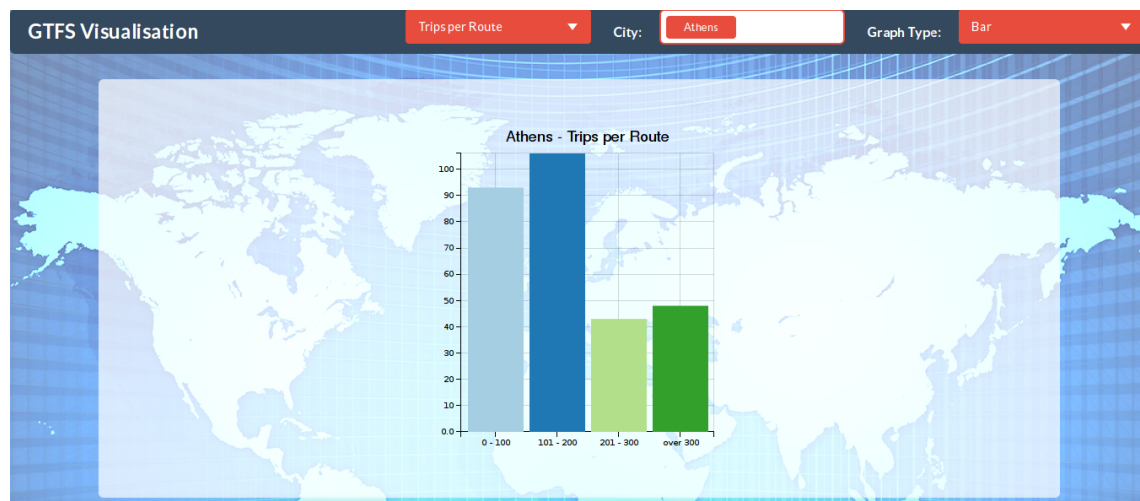 GTFS Visualisation
Trips per Route
City:
Athens
Graph Type:
Bar
Athens - Trips per Route
100
90
80
70
60
50
40
30
20
10
0.0
0 - 100
101 - 200
201 - 300
over 300